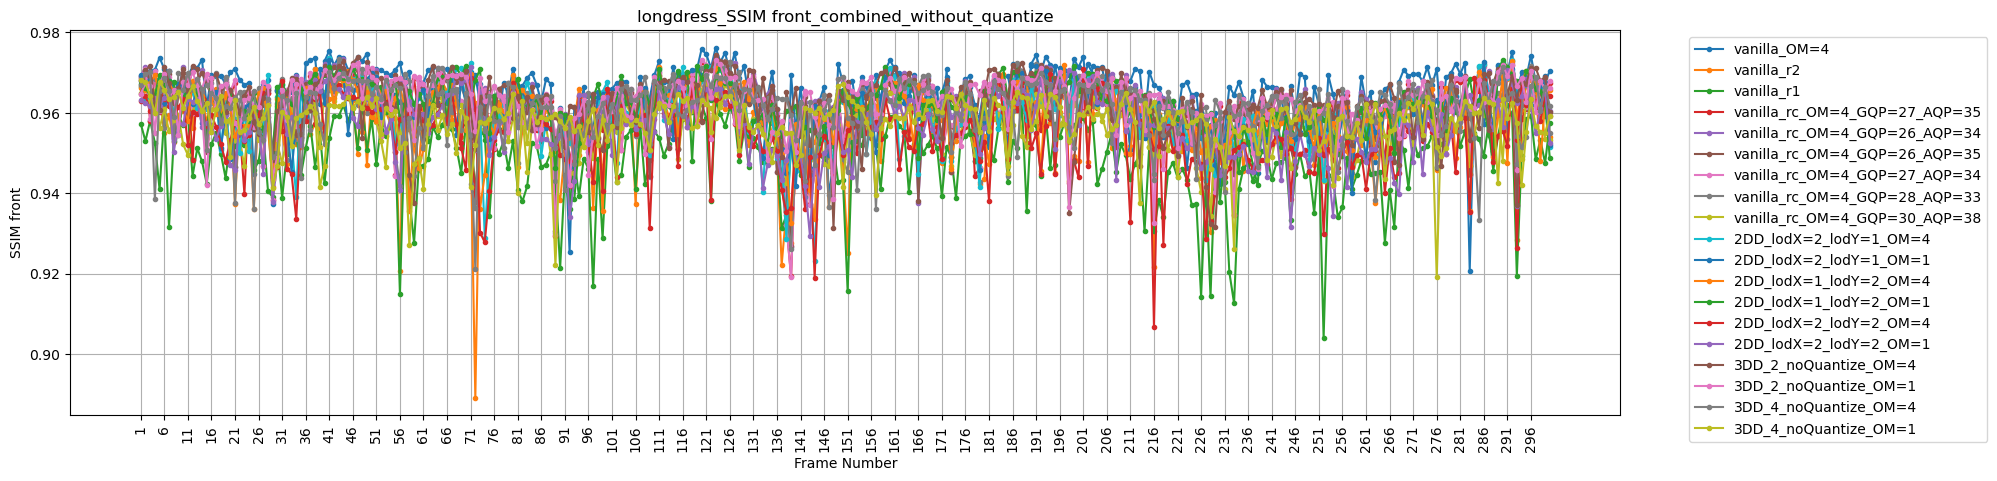 longdress_SSIM front_combined_without_quantize
SSIM front
0.98
0.96
0.94
0.92
0.90
1 6 11 16 21 26 31 36 41 46 51 56 61 66 71 76 81 86 91 96 101 106 111 116 121 126 131 136 141 146 151 156 161 166 171 176 181 186 191 196 201 206 211 216 221 226 231 236 241 246 251 256 261 266 271 276 281 286 291 296
Frame Number
vanilla_OM=4
vanilla_r2
vanilla_r1
vanilla_rc_OM=4_GQP=27_AQP=35
vanilla_rc_OM=4_GQP=26_AQP=34
vanilla_rc_OM=4_GQP=26_AQP=35
vanilla_rc_OM=4_GQP=27_AQP=34
vanilla_rc_OM=4_GQP=28_AQP=33
vanilla_rc_OM=4_GQP=30_AQP=38
2DD_lodX=2_lodY=1_OM=4
2DD_lodX=2_lodY=1_OM=1
2DD_lodX=1_lodY=2_OM=4
2DD_lodX=1_lodY=2_OM=1
2DD_lodX=2_lodY=2_OM=4
2DD_lodX=2_lodY=2_OM=1
3DD_2_noQuantize_OM=4
3DD_2_noQuantize_OM=1
3DD_4_noQuantize_OM=4
3DD_4_noQuantize_OM=1